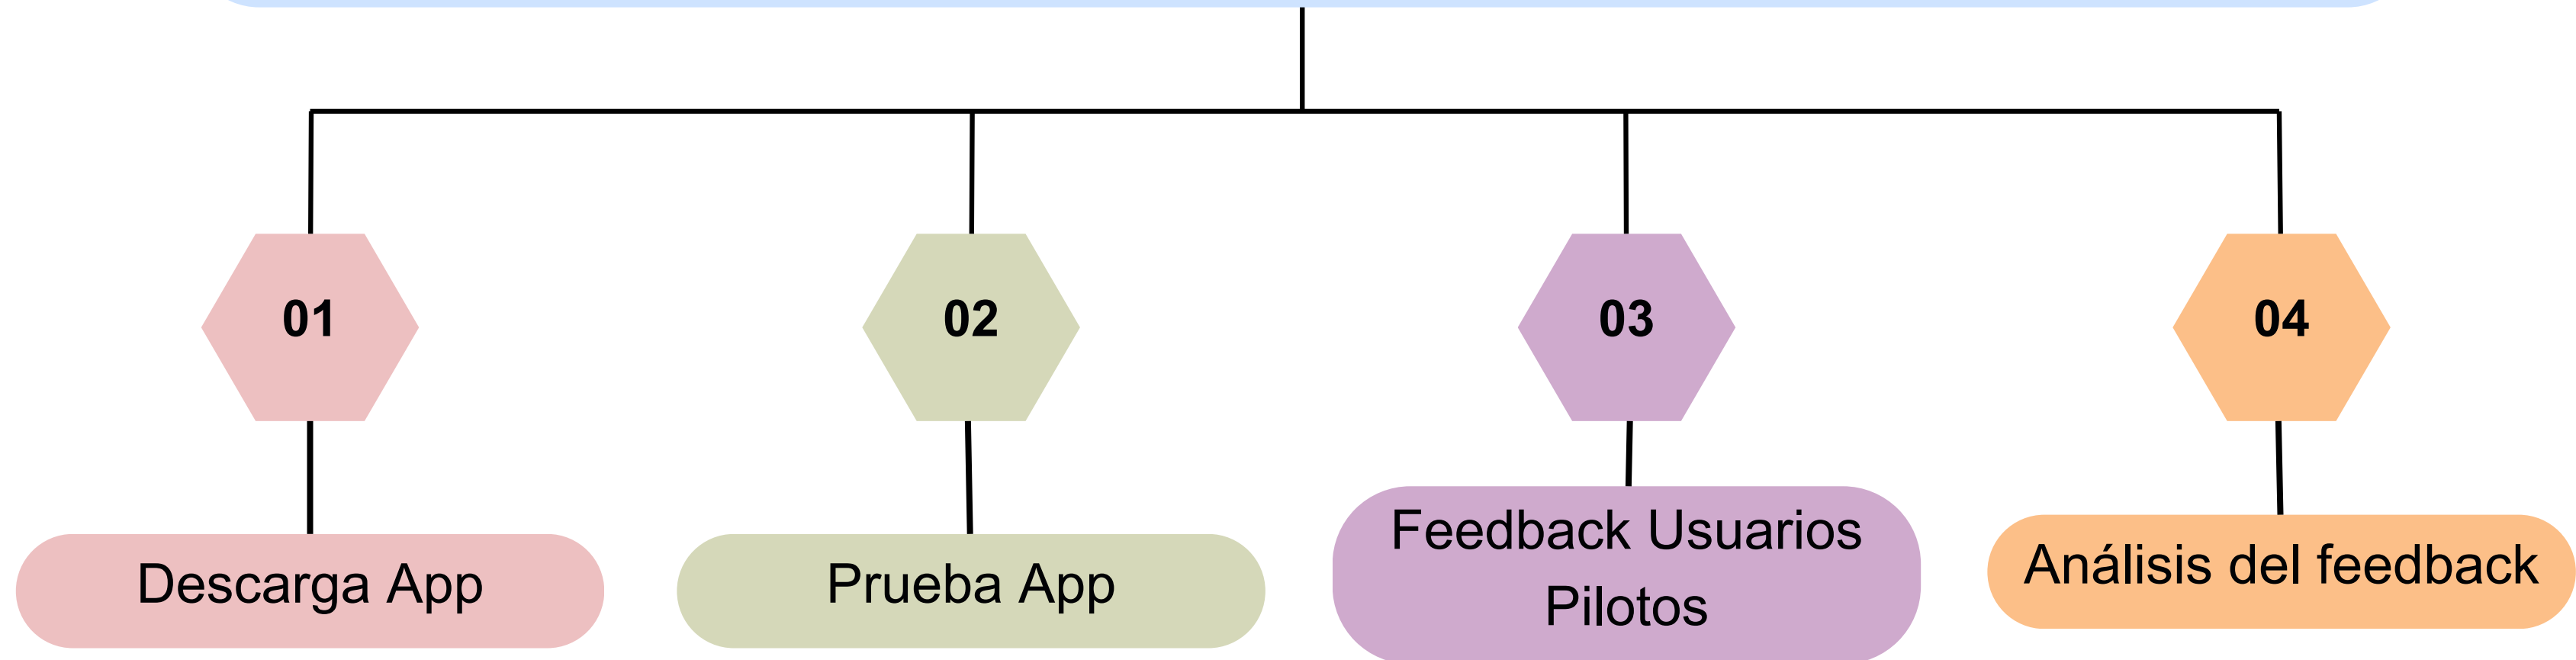 01
02
03
04
Descarga App
Prueba App
Feedback Usuarios
Pilotos
Análisis del feedback